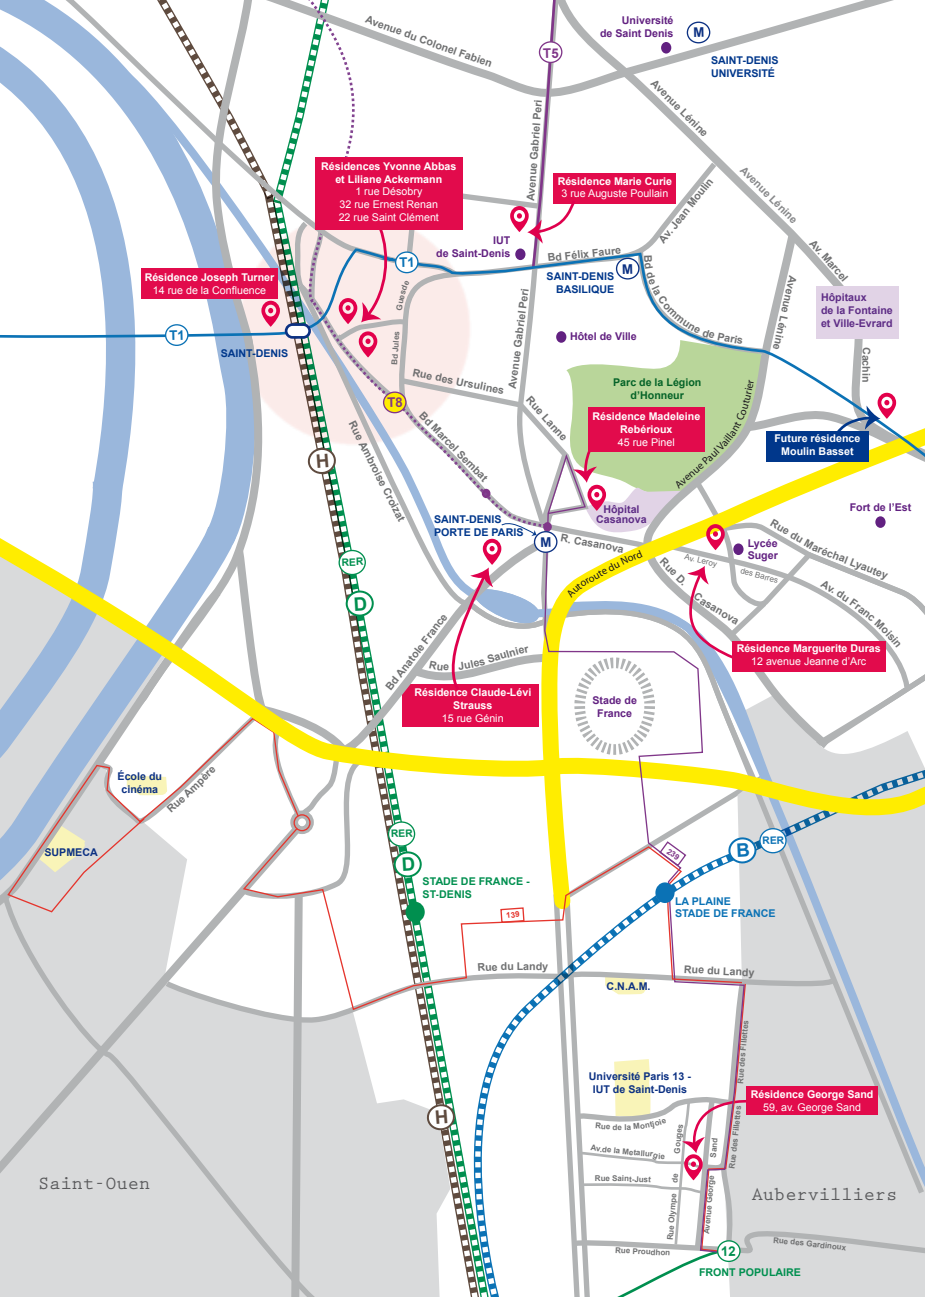 Avenue du Colonel Fabien
T5
Université
de Saint Denis
M
SAINT-DENIS
UNIVERSITÉ
Avenue Lénine
Avenue Gabriel Peri
Résidences Yvonne Abbas
et Liliane Ackermann
1 rue Désobry
32 rue Ernest Renan
22 rue Saint Clément
Résidence Marie Curie
3 rue Auguste Poullain
Av. Jean Moulin
Avenue Lénine
Av. Marcel
IUT
de Saint-Denis
Bd Félix Faure
T1
SAINT-DENIS
BASILIQUE
M
Bd de la Commune de Paris
Avenue Lénine
Résidence Joseph Turner
14 rue de la Confluence
Guesde
Bd Jules
Avenue Gabriel Peri
Hôpitaux
de la Fontaine
et Ville-Evrard
T1
SAINT-DENIS
Hôtel de Ville
Cachin
Rue des Ursulines
Parc de la Légion
d'Honneur
T8
Bd Marcel Sembat
Rue Lanne
Résidence Madeleine
Rebérioux
45 rue Pinel
Avenue Paul Vaillant Couturier
Future résidence
Moulin Basset
Rue Ambroise Croizat
H
Hôpital
Casanova
Fort de l'Est
SAINT-DENIS
PORTE DE PARIS
M
R. Casanova
Autoroute du Nord
Lycée
Suger
Rue du Maréchal Lyautey
Av. Leroy
des Barres
RER
D
Rue D.
Casanova
Av. du Franc Moisin
Bd Anatole France
Rue Jules Saulnier
Résidence Marguerite Duras
12 avenue Jeanne d'Arc
Résidence Claude-Lévi
Strauss
15 rue Génin
Stade de
France
École du
cinéma
Rue Ampère
SUPMECA
RER
D
239
B
RER
STADE DE FRANCE -
ST-DENIS
139
LA PLAINE
STADE DE FRANCE
Rue du Landy
Rue du Landy
C.N.A.M.
Rue des Fillettes
Université Paris 13 -
IUT de Saint-Denis
Résidence George Sand
59, av. George Sand
H
Rue de la Montjoie
Gouges
Sand
Rue des Fillettes
Av.de la Metallurgie
Rue Saint-Just
de
Rue Olympe
Avenue George
Saint-Ouen
Aubervilliers
Rue Proudhon
12
Rue des Gardinoux
FRONT POPULAIRE